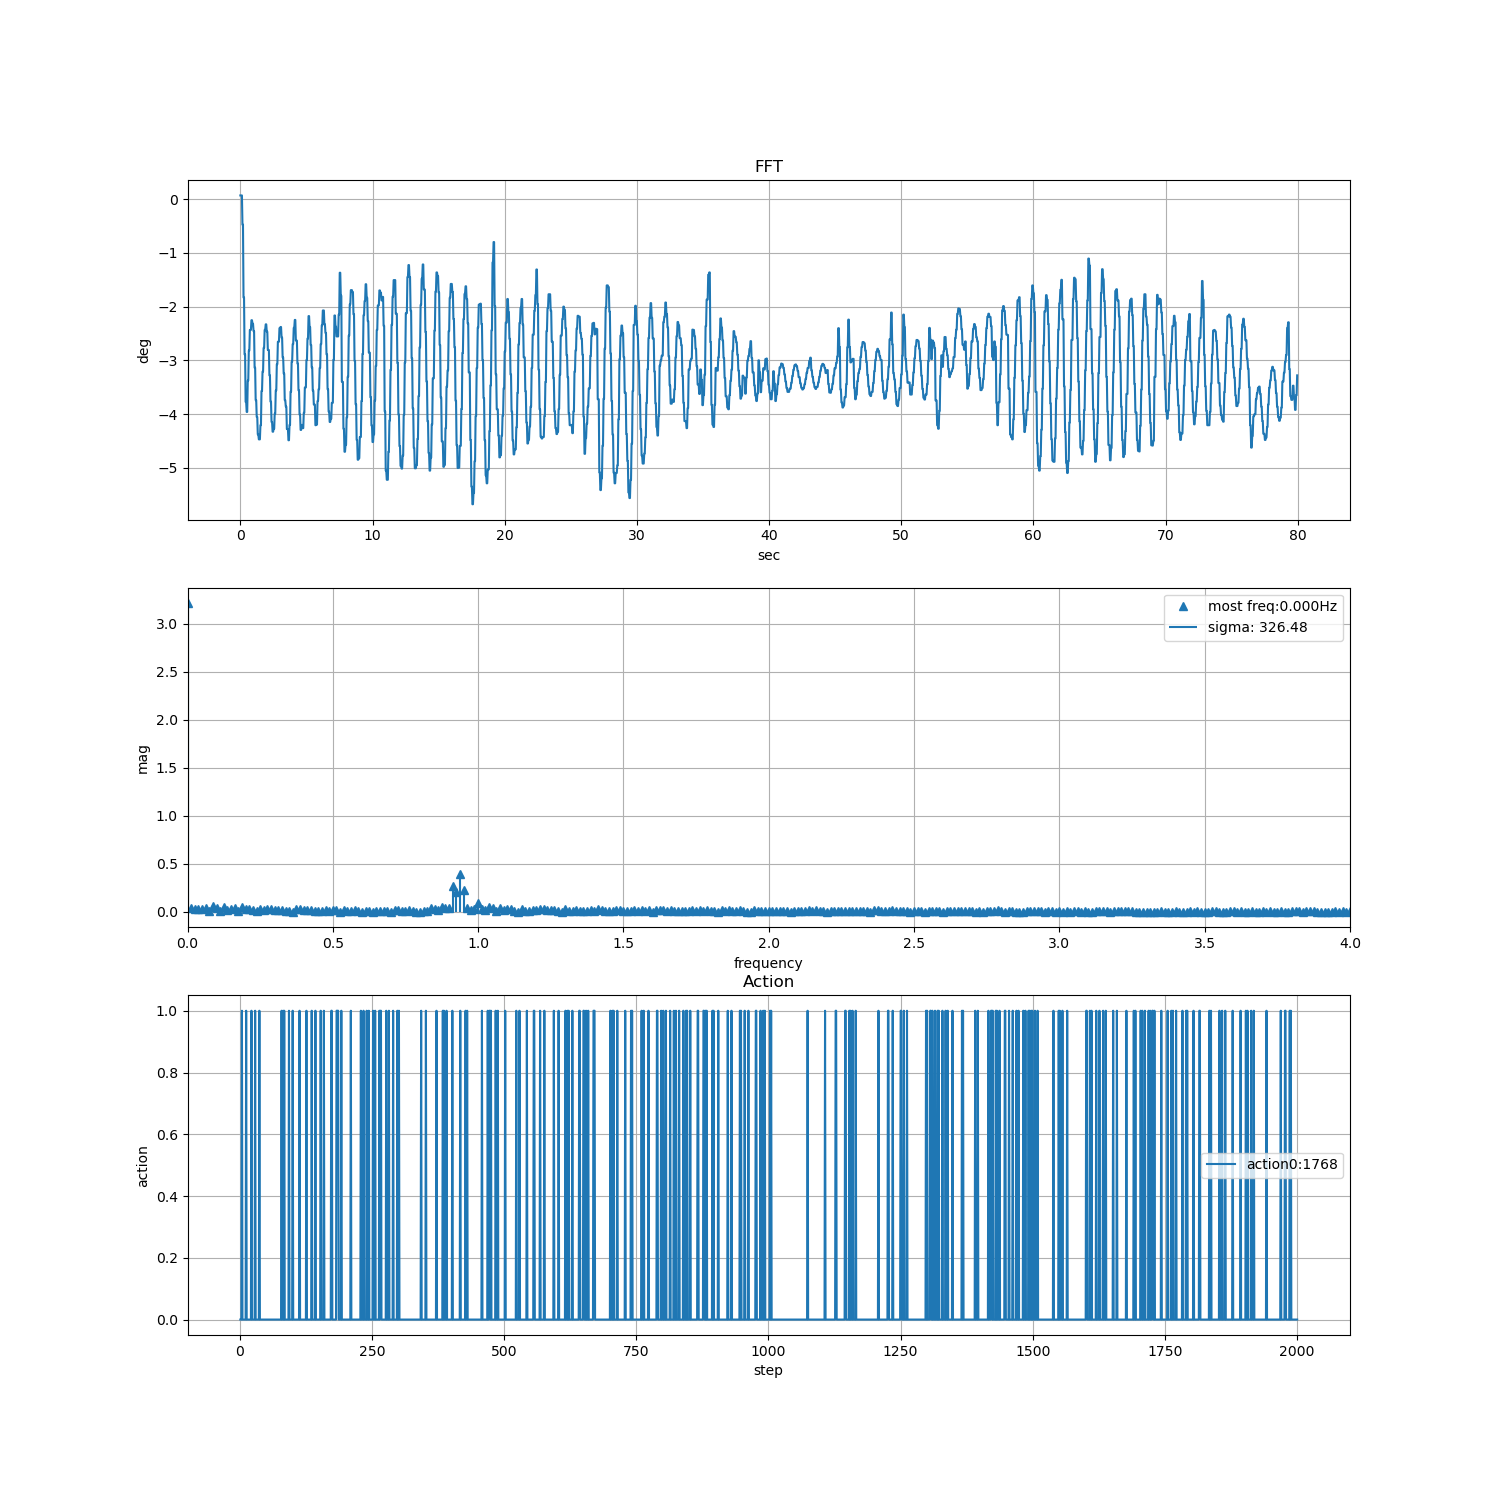 FFT
0
−1
−2
−3
−4
−5
deg
0 10 20 30 40 50 60 70 80
sec
most freq:0.000Hz
sigma: 326.48
3.0
2.5
2.0
1.5
1.0
0.5
0.0
mag
0.0 0.5 1.0 1.5 2.0 2.5 3.0 3.5 4.0
frequency
Action
1.0
0.8
0.6
0.4
0.2
0.0
action
action0:1768
0 250 500 750 1000 1250 1500 1750 2000
step